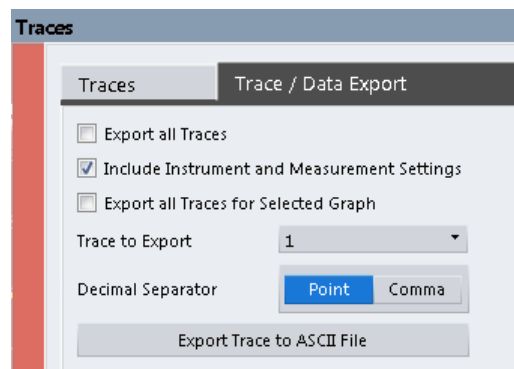 Traces
Traces Trace / Data Export
Export all Traces
Include Instrument and Measurement Settings
Export all Traces for Selected Graph
Trace to Export 1
Decimal Separator Point Comma
Export Trace to ASCII File